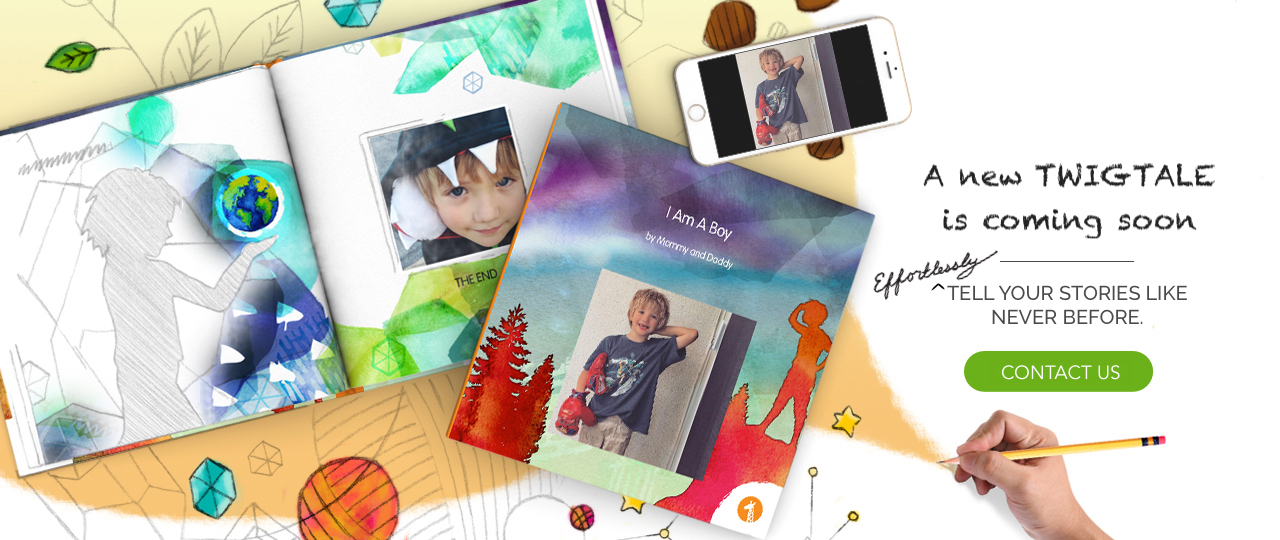 THE END
I Am A Boy
by Mommy and Daddy
A new TWIGTALE
is coming soon
Effortlessly
^TELL YOUR STORIES LIKE
NEVER BEFORE.
CONTACT US